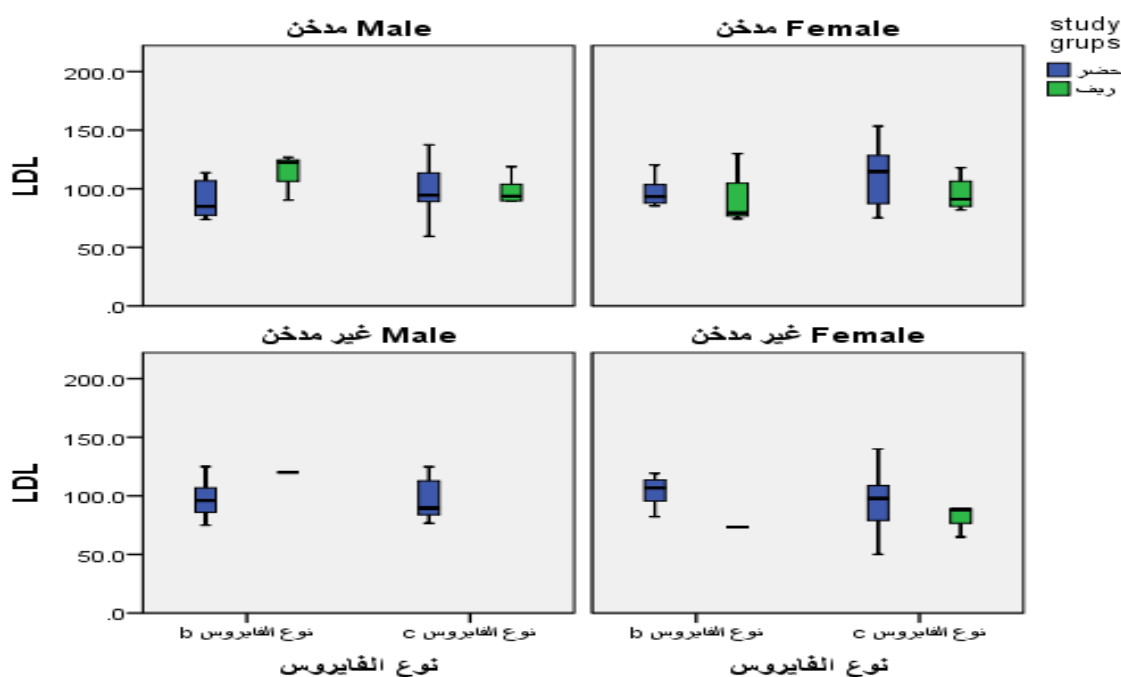 Male مدخن
Female مدخن
study
grups
حضر
ريف
LDL
200.0
150.0
100.0
50.0
.0
Male غير مدخن
Female غير مدخن
LDL
200.0
150.0
100.0
50.0
.0
نوع الفايروس b
نوع الفايروس c
نوع الفايروس b
نوع الفايروس c
نوع الفايروس
نوع الفايروس